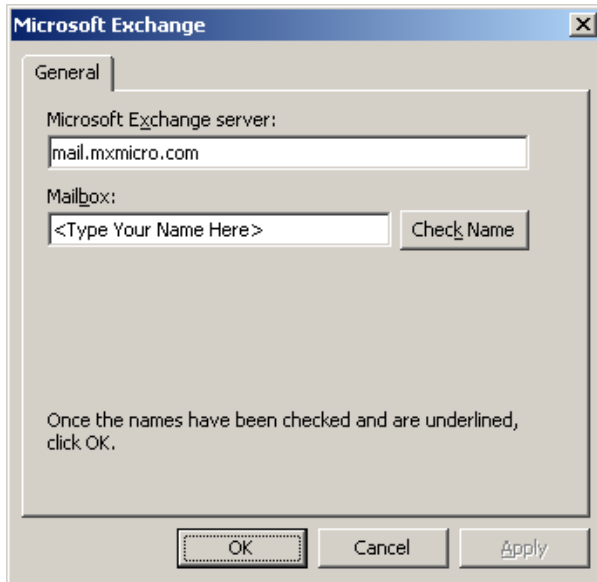 Microsoft Exchange
General
Microsoft Exchange server:
mail.mxmicro.com
Mailbox:
<Type Your Name Here>
Check Name
Once the names have been checked and are underlined,
click OK.
OK
Cancel
Apply